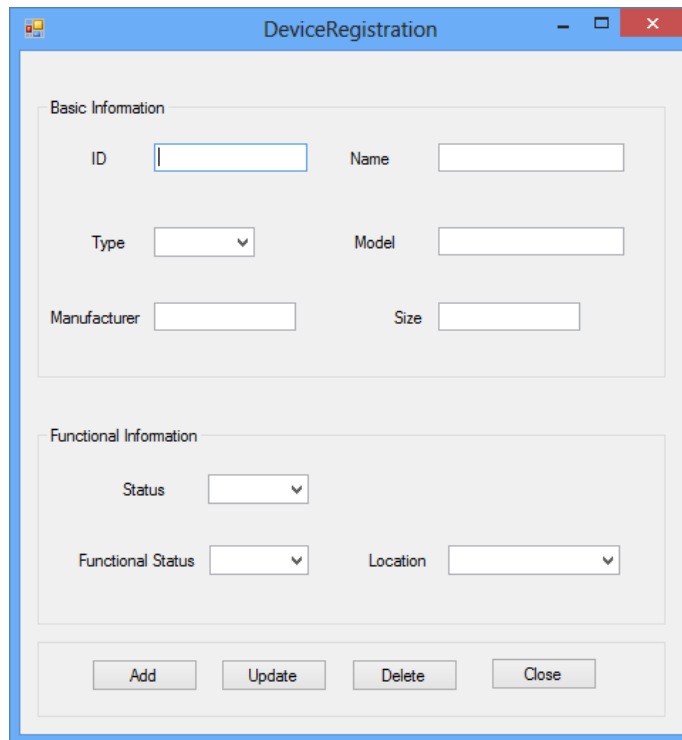 DeviceRegistration
Basic Information
ID Name
Type Model
Manufacturer Size
Functional Information
Status
Functional Status Location
Add Update Delete Close